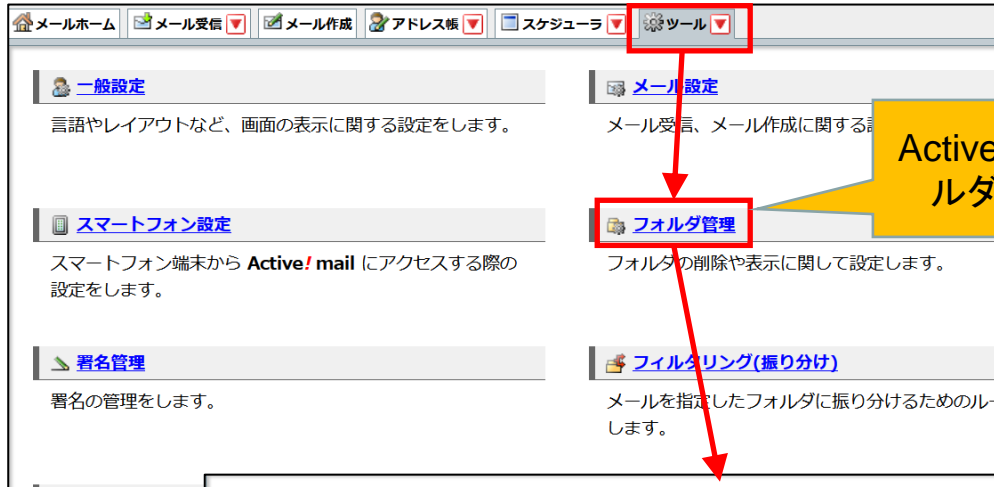 メールホーム メール受信 メール作成 アドレス帳 スケジューラ ツール
一般設定
言語やレイアウトなど、画面の表示に関する設定をします。
メール設定
メール受信、メール作成に関する
Active
ルダ
スマートフォン設定
スマートフォン端末から Active! mail にアクセスする際の
設定をします。
フォルダ管理
フォルダの削除や表示に関して設定します。
署名管理
署名の管理をします。
フィルタリング(振り分け)
メールを指定したフォルダに振り分けるためのルー
します。